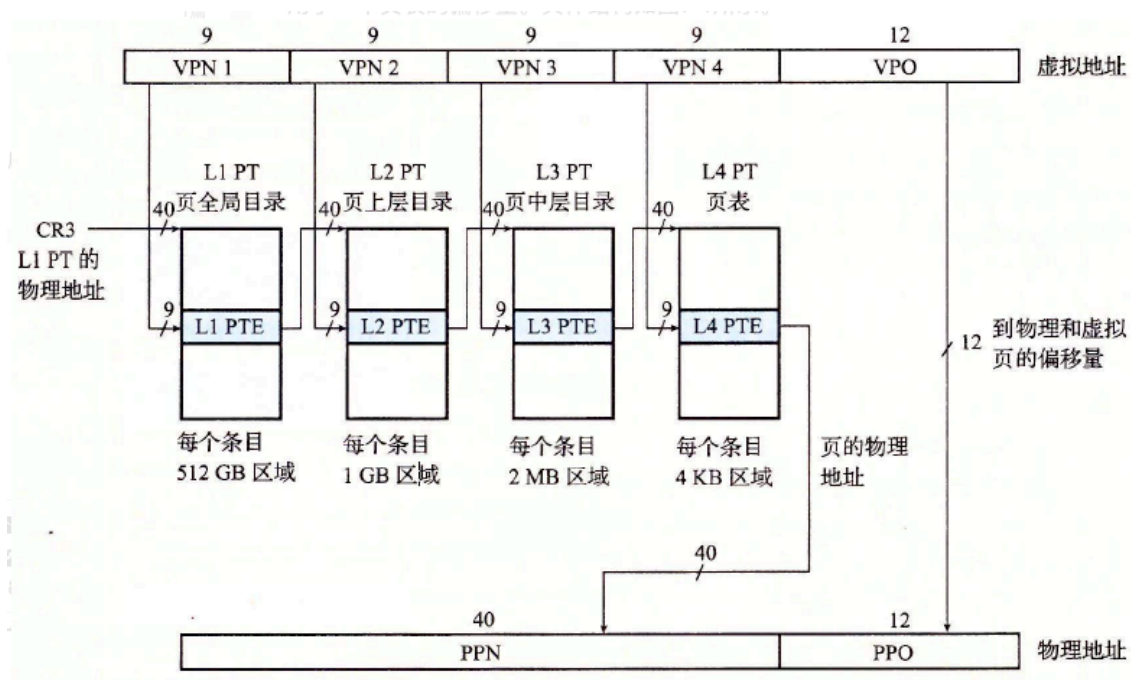 9 9 9 9 12
VPN 1 VPN 2 VPN 3 VPN 4 VPO 虚拟地址
L1 PT L2 PT L3 PT L4 PT
页全局目录 页上层目录 页中层目录 页表
40 40 40 40
CR3
L1 PT 的
物理地址
9 9 9 9
L1 PTE L2 PTE L3 PTE L4 PTE
12 到物理和虚拟
页的偏移量
每个条目 每个条目 每个条目 每个条目
512 GB 区域 1 GB 区域 2 MB 区域 4 KB 区域
页的物理
地址
40
40 12
PPN PPO 物理地址